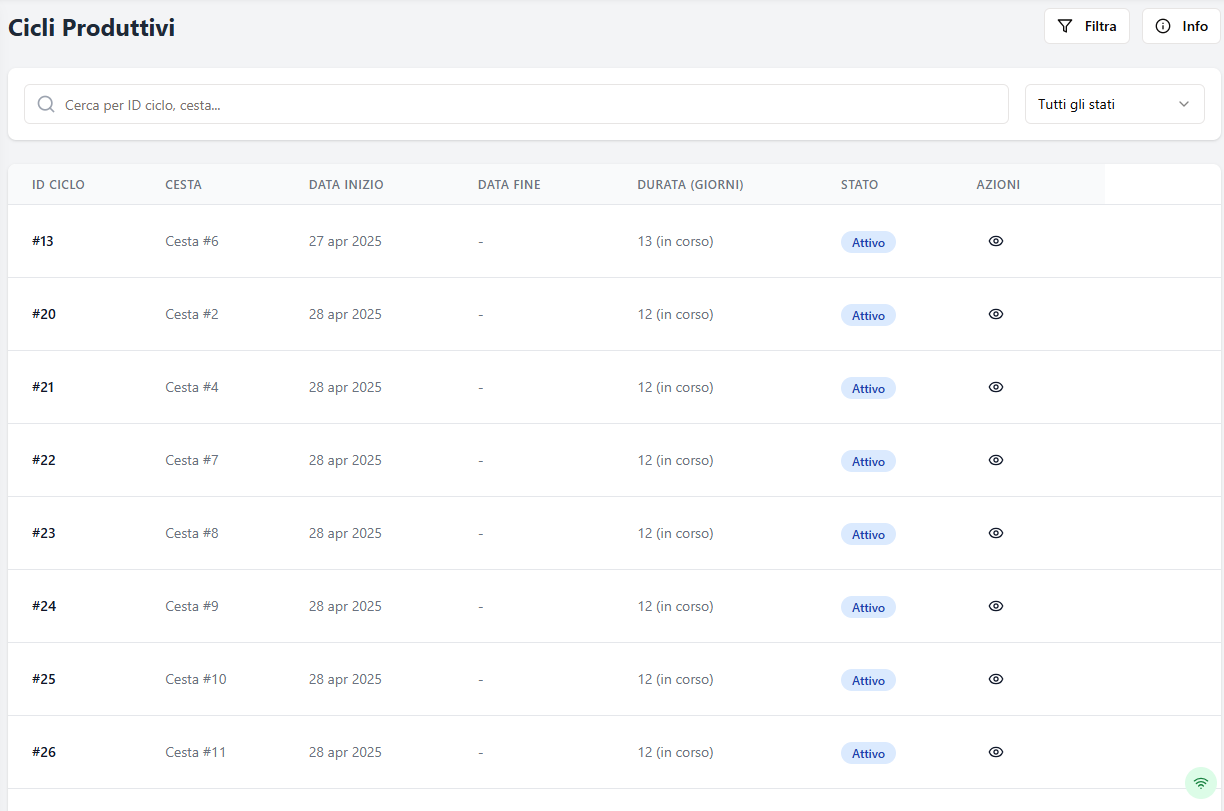 Cicli Produttivi
Filtra
Info
Cerca per ID ciclo, cesta...
Tutti gli stati
ID CICLO CESTA DATA INIZIO DATA FINE DURATA (GIORNI) STATO AZIONI
#13 Cesta #6 27 apr 2025 - 13 (in corso) Attivo
#20 Cesta #2 28 apr 2025 - 12 (in corso) Attivo
#21 Cesta #4 28 apr 2025 - 12 (in corso) Attivo
#22 Cesta #7 28 apr 2025 - 12 (in corso) Attivo
#23 Cesta #8 28 apr 2025 - 12 (in corso) Attivo
#24 Cesta #9 28 apr 2025 - 12 (in corso) Attivo
#25 Cesta #10 28 apr 2025 - 12 (in corso) Attivo
#26 Cesta #11 28 apr 2025 - 12 (in corso) Attivo